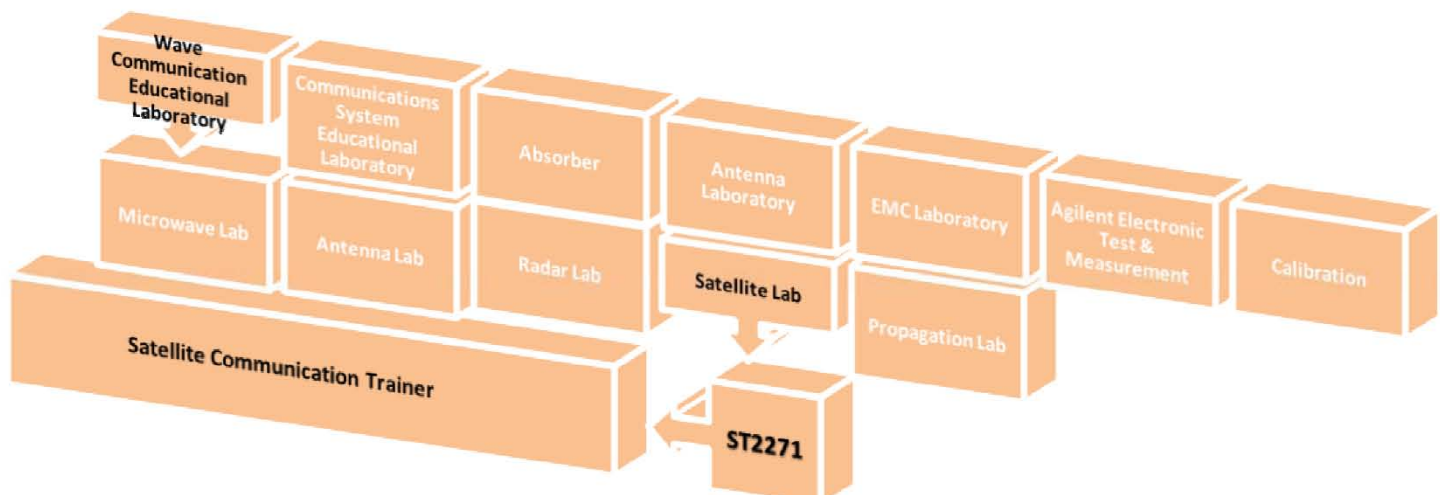 Wave
Communication
Educational
Laboratory
Communications
System
Educational
Laboratory
Absorber
Antenna
Laboratory
EMC Laboratory
Agilent Electronic
Test &
Measurement
Calibration
Microwave Lab
Antenna Lab
Radar Lab
Satellite Lab
Propagation Lab
Satellite Communication Trainer
ST2271